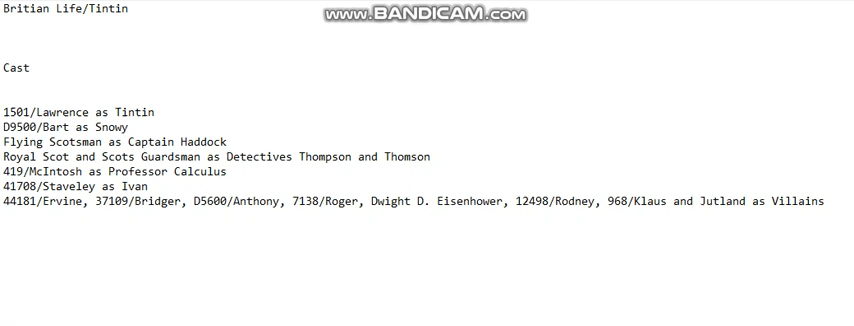 Britian Life/Tintin
www.BANDICAM.com
Cast
1501/Lawrence as Tintin
D9500/Bart as Snowy
Flying Scotsman as Captain Haddock
Royal Scot and Scots Guardsman as Detectives Thompson and Thomson
419/McIntosh as Professor Calculus
41708/Staveley as Ivan
44181/Ervine, 37109/Bridger, D5600/Anthony, 7138/Roger, Dwight D. Eisenhower, 12498/Rodney, 968/Klaus and Jutland as Villains